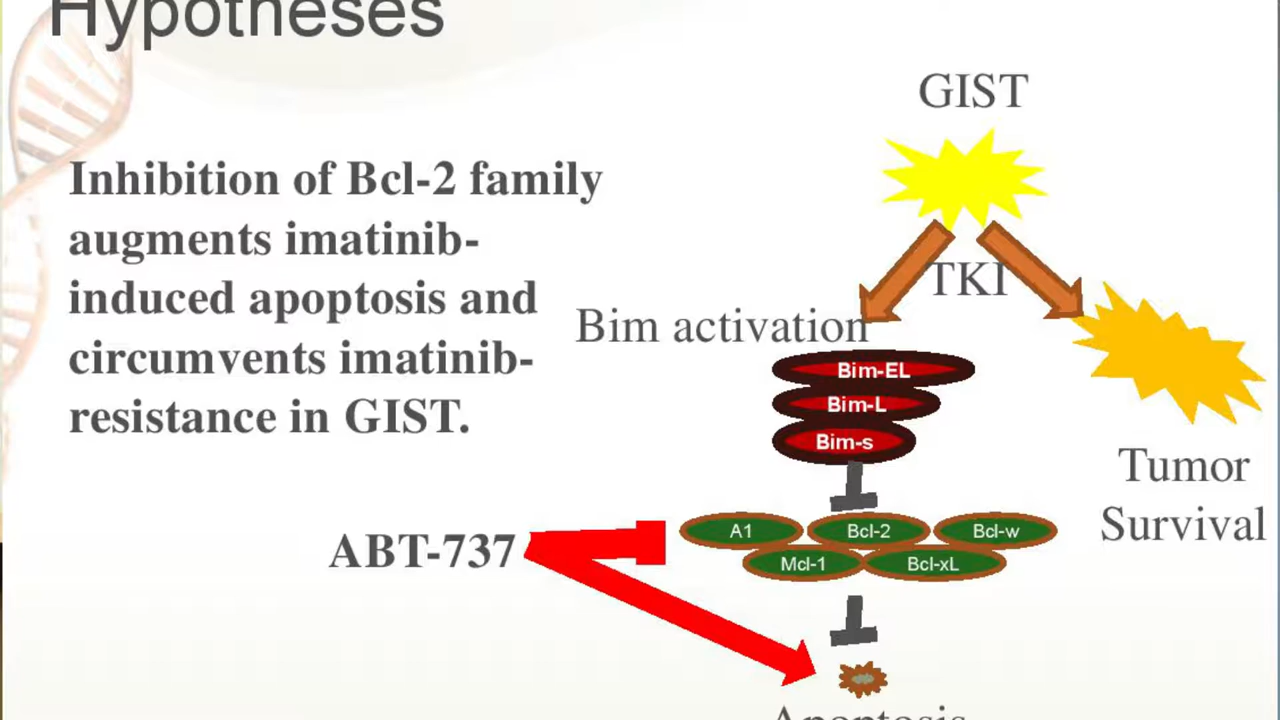 Hypotheses
GIST
Inhibition of Bcl-2 family
augments imatinib-
induced apoptosis and
circumvents imatinib-
resistance in GIST.
TKI
Bim activation
Bim-EL
Bim-L
Bim-s
Tumor
Survival
A1
Bcl-2
Bcl-w
Mcl-1
Bcl-xL
ABT-737
Apoptosis